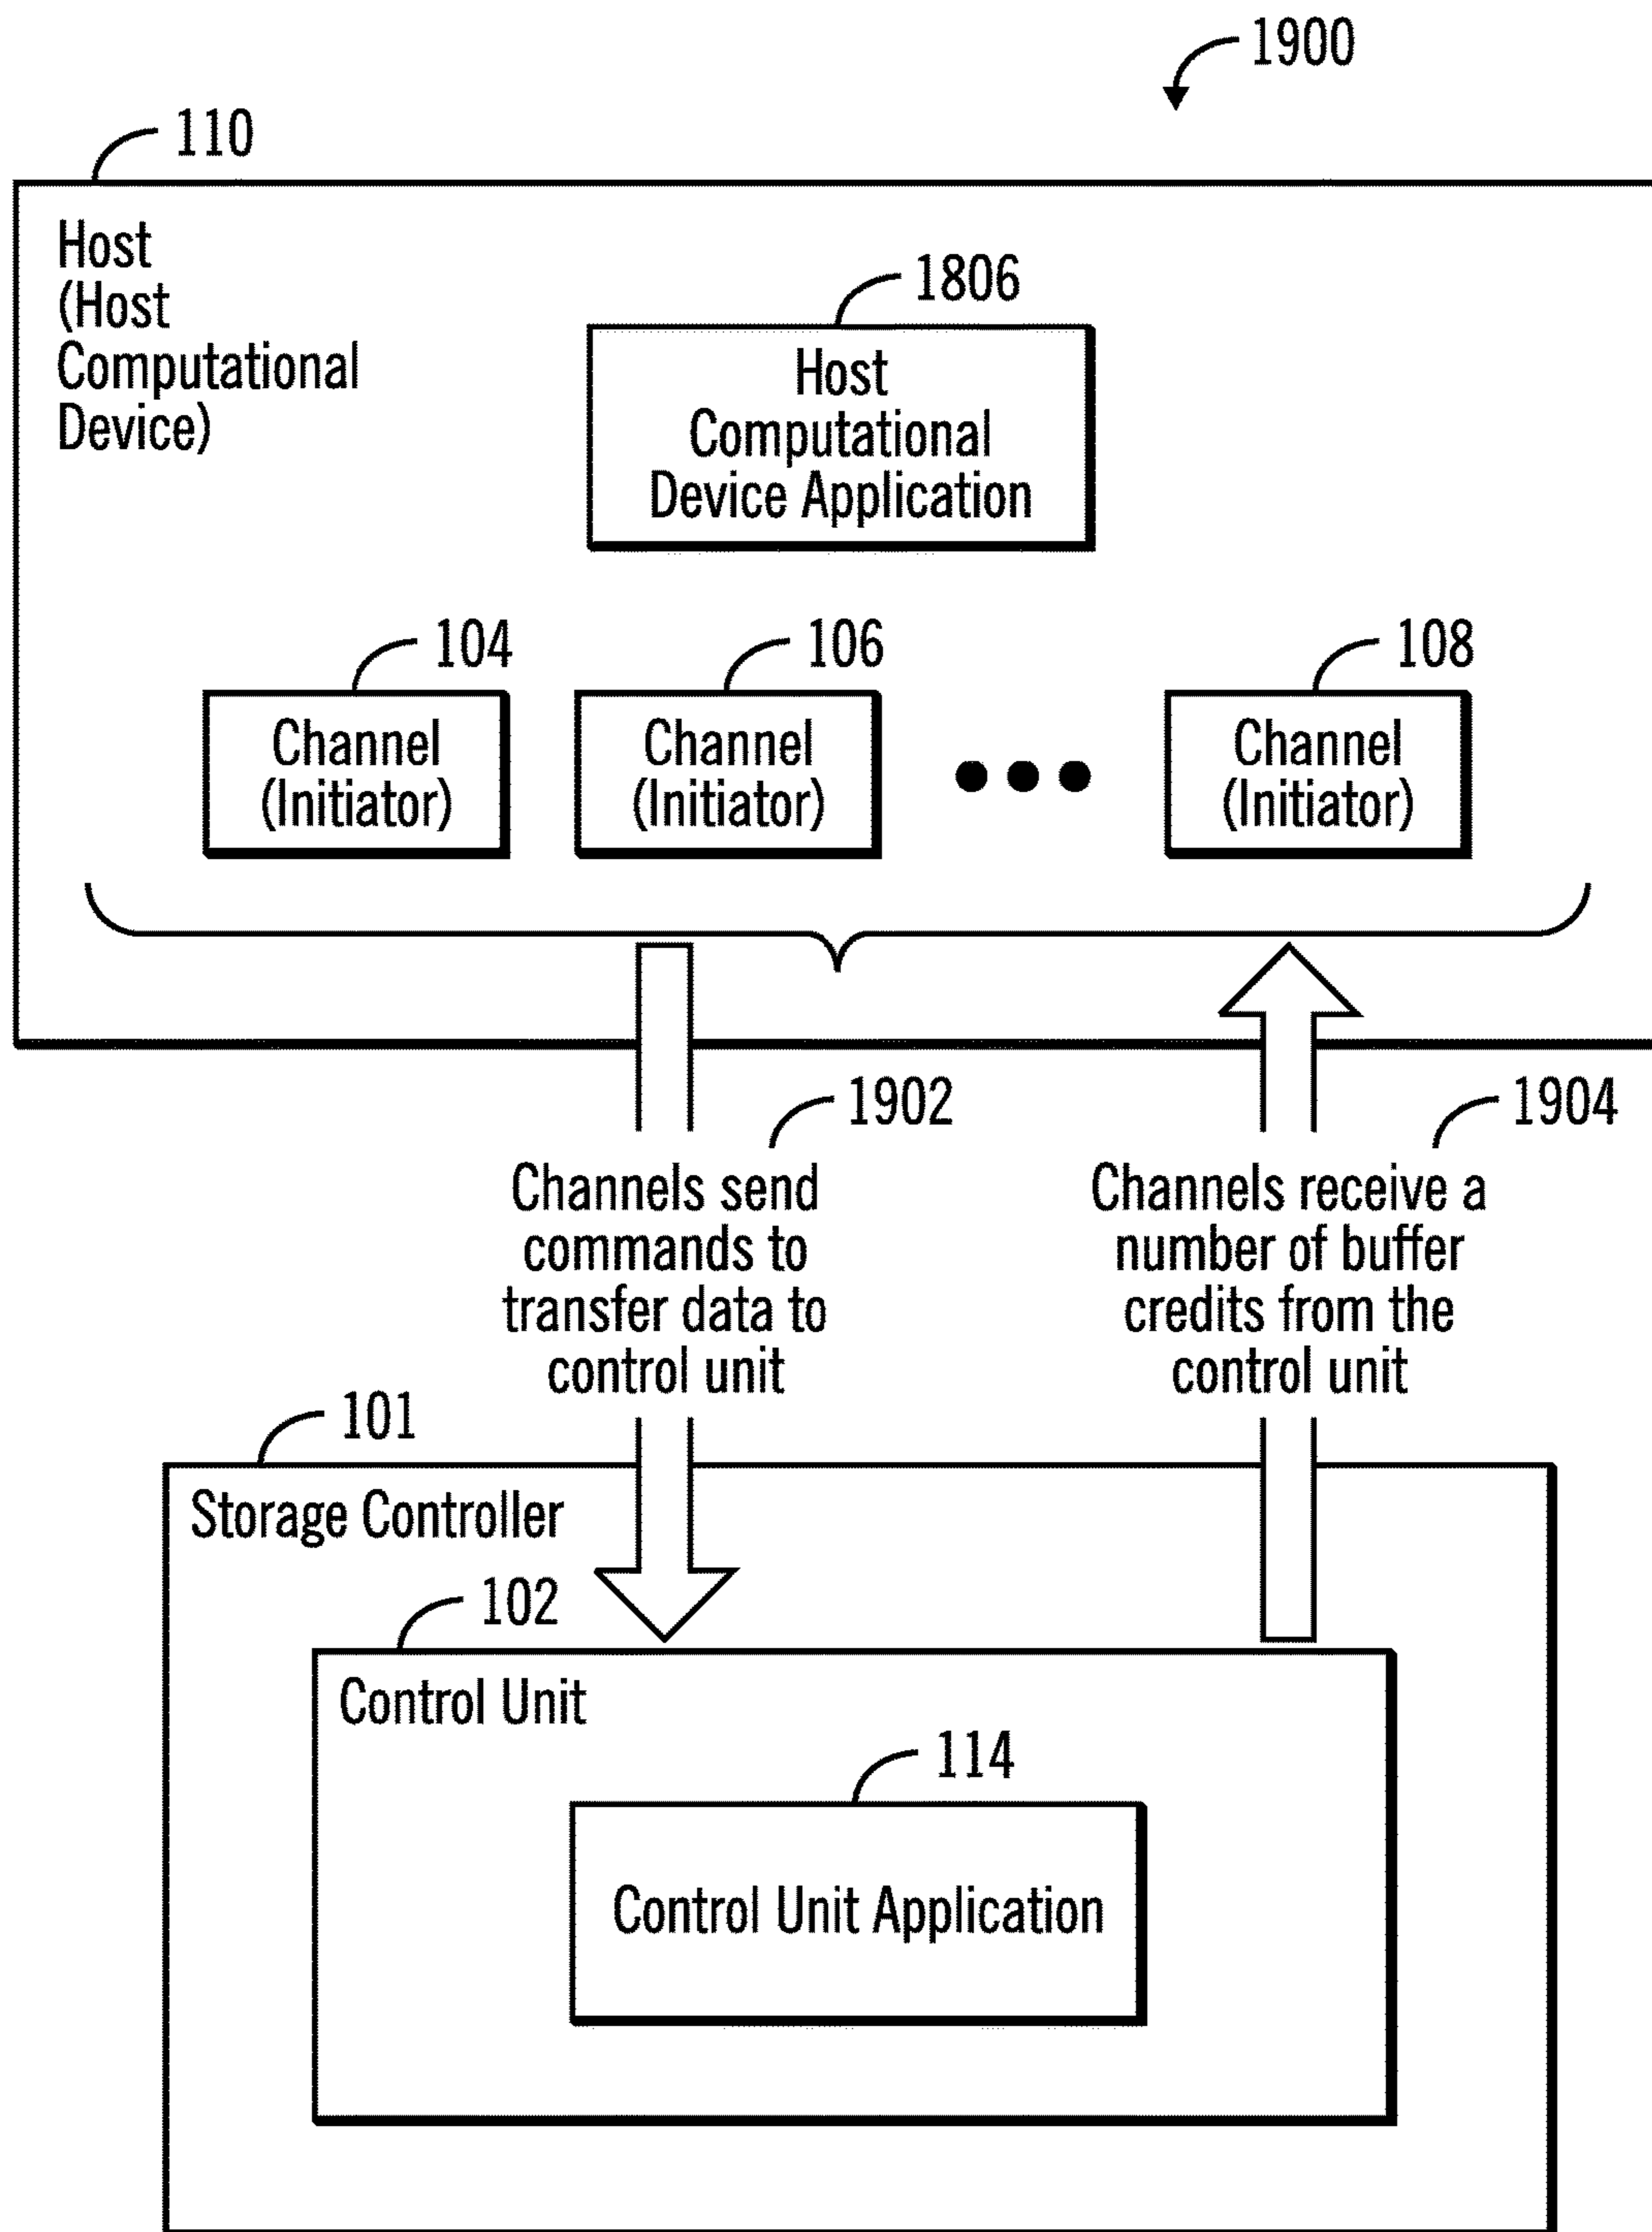 1900
110
Host
(Host
Computational
Device)
1806
Host
Computational
Device Application
104
Channel
(Initiator)
106
Channel
(Initiator)
108
Channel
(Initiator)
1902
Channels send
commands to
transfer data to
control unit
1904
Channels receive a
number of buffer
credits from the
control unit
101
Storage Controller
102
Control Unit
114
Control Unit Application